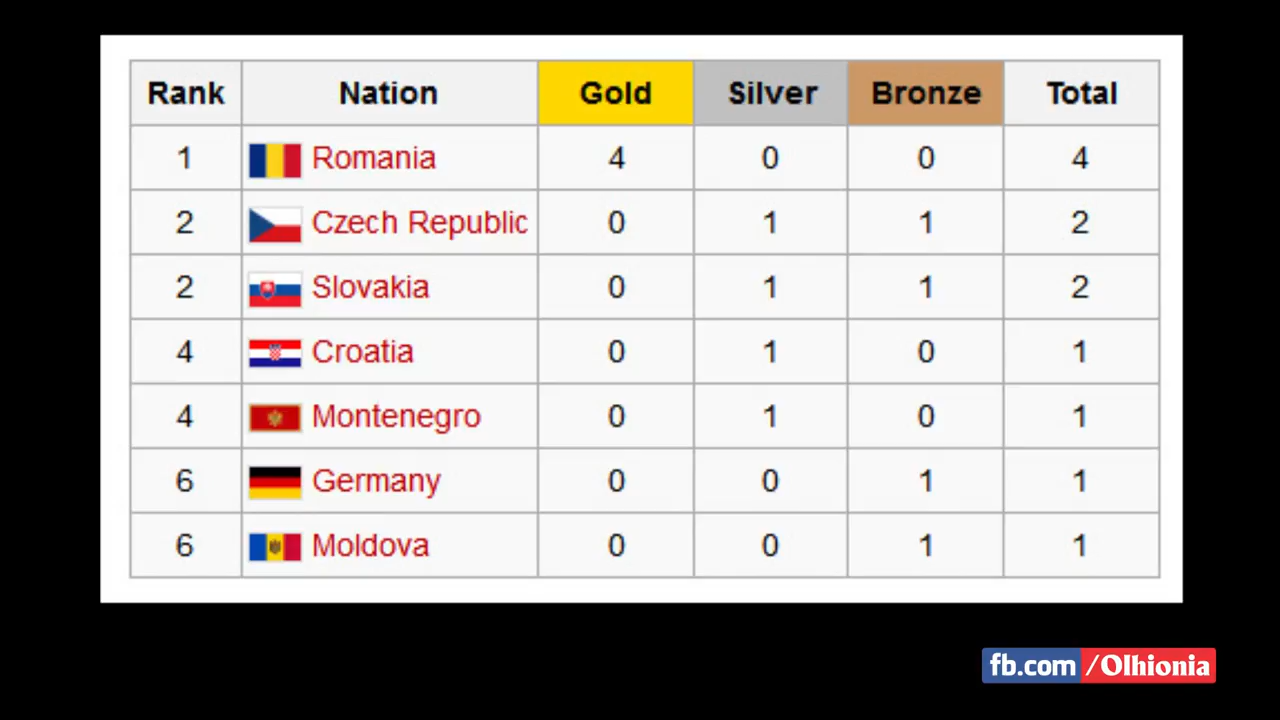 Rank Nation Gold Silver Bronze Total
1 Romania 4 0 0 4
2 Czech Republic 0 1 1 2
2 Slovakia 0 1 1 2
4 Croatia 0 1 0 1
4 Montenegro 0 1 0 1
6 Germany 0 0 1 1
6 Moldova 0 0 1 1
fb.com/Olhionia